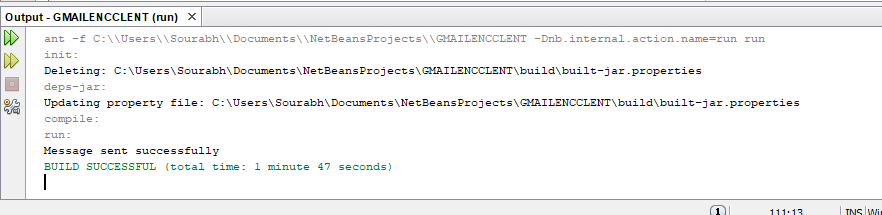 Output - GMAILENCCLENT (run) ×
ant -f C:\\Users\\Sourabh\\Documents\\NetBeansProjects\\GMAILENCCLENT -Dnb.internal.action.name=run run
init:
Deleting: C:\Users\Sourabh\Documents\NetBeansProjects\GMAILENCCLENT\build\built-jar.properties
deps-jar:
Updating property file: C:\Users\Sourabh\Documents\NetBeansProjects\GMAILENCCLENT\build\built-jar.properties
compile:
run:
Message sent successfully
BUILD SUCCESSFUL (total time: 1 minute 47 seconds)
1 111:13 INS